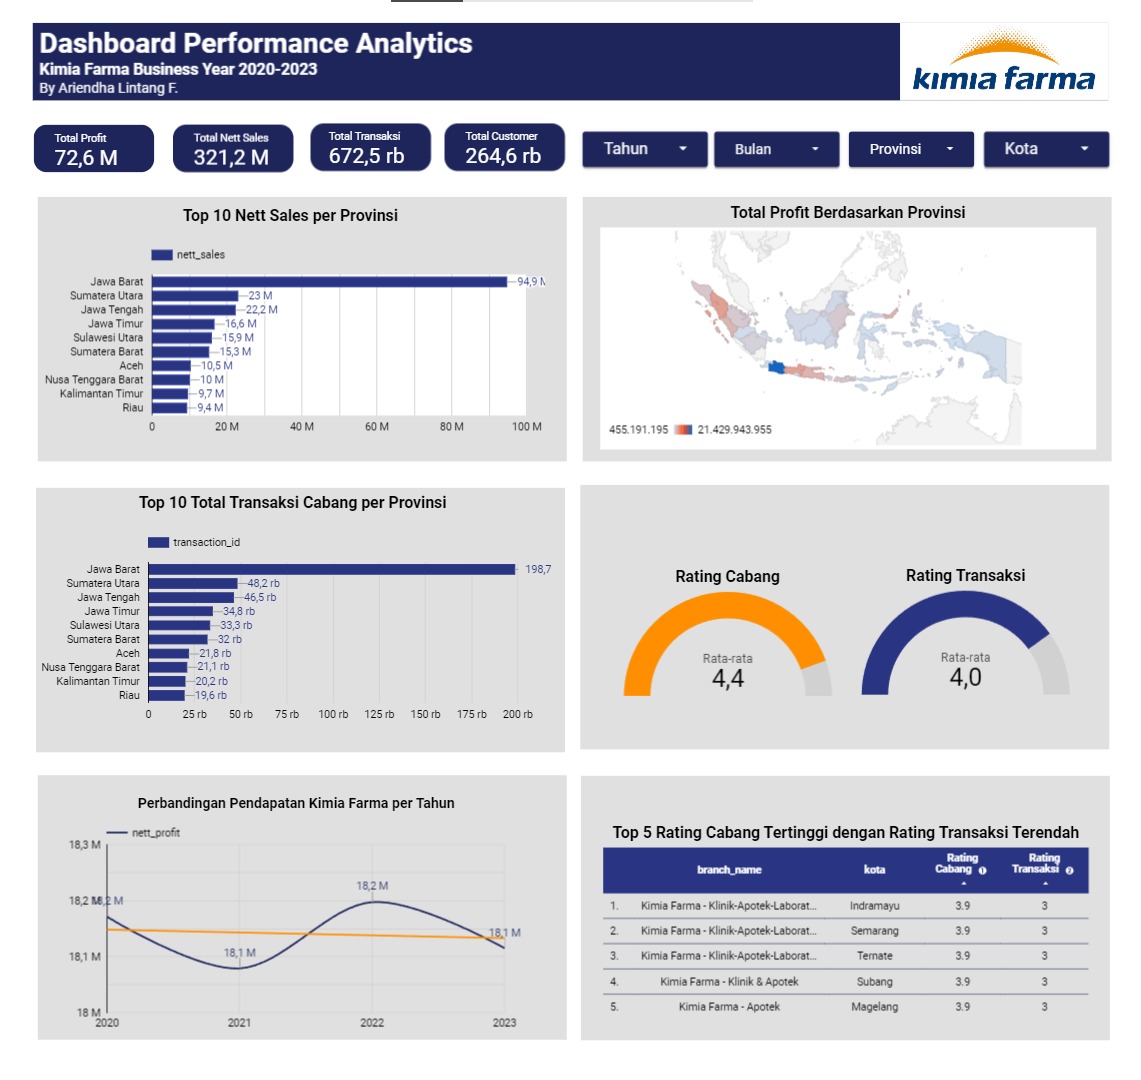 Dashboard Performance Analytics
Kimia Farma Business Year 2020-2023
By Ariendha Lintang F.
kimia farma
Total Profit
72,6 M
Total Nett Sales
321,2 M
Total Transaksi
672,5 rb
Total Customer
264,6 rb
Tahun
Bulan
Provinsi
Kota
Top 10 Nett Sales per Provinsi
nett_sales
Jawa Barat 94,9 M
Sumatera Utara 23 M
Jawa Tengah 22,2 M
Jawa Timur 16,6 M
Sulawesi Utara 15,9 M
Sumatera Barat 15,3 M
Aceh 10,5 M
Nusa Tenggara Barat 10 M
Kalimantan Timur 9,7 M
Riau 9,4 M
0 20 M 40 M 60 M 80 M 100 M
Total Profit Berdasarkan Provinsi
455.191.195 21.429.943.955
Top 10 Total Transaksi Cabang per Provinsi
transaction_id
Jawa Barat 198,7
Sumatera Utara 48,2 rb
Jawa Tengah 46,5 rb
Jawa Timur 34,8 rb
Sulawesi Utara 33,3 rb
Sumatera Barat 32 rb
Aceh 21,8 rb
Nusa Tenggara Barat 21,1 rb
Kalimantan Timur 20,2 rb
Riau 19,6 rb
0 25 rb 50 rb 75 rb 100 rb 125 rb 150 rb 175 rb 200 rb
Rating Cabang
Rata-rata
4,4
Rating Transaksi
Rata-rata
4,0
Perbandingan Pendapatan Kimia Farma per Tahun
nett_profit
18,3 M
18,2 M
18,1 M
18 M
18,2 M
18,1 M
18,2 M
18,1 M
2020 2021 2022 2023
Top 5 Rating Cabang Tertinggi dengan Rating Transaksi Terendah
branch_name kota Rating Cabang Rating Transaksi
1. Kimia Farma - Klinik-Apotek-Laborat... Indramayu 3.9 3
2. Kimia Farma - Klinik-Apotek-Laborat... Semarang 3.9 3
3. Kimia Farma - Klinik-Apotek-Laborat... Ternate 3.9 3
4. Kimia Farma - Klinik & Apotek Subang 3.9 3
5. Kimia Farma - Apotek Magelang 3.9 3